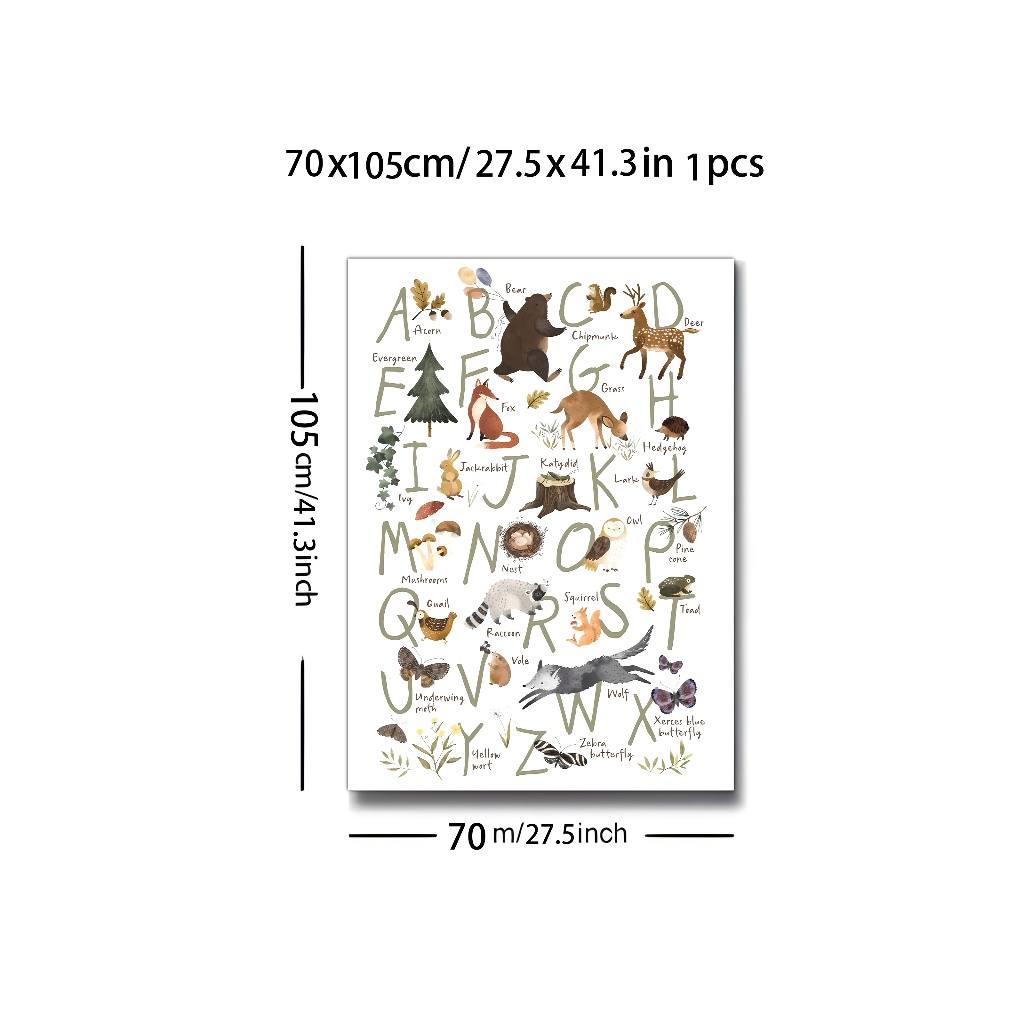 70x105cm/ 27.5x41.3in 1pcs
105cm/41.3inch
A
Acorn
B
Bear
C
Chipmunk
D
Deer
Evergreen
E
F
Fox
G
Grass
H
Hedgehog
I
Ivy
Jackrabbit
J
Katydid
K
Lark
L
M
Mushrooms
N
Nest
O
Owl
P
Pine
cone
Q
Quail
R
Raccoon
Squirrel
S
T
Toad
U
Underwing
moth
V
Vole
W
Wolf
X
Xerces blue
butterfly
Y
Yellow
wort
Z
Zebra
butterfly
70 m/27.5inch